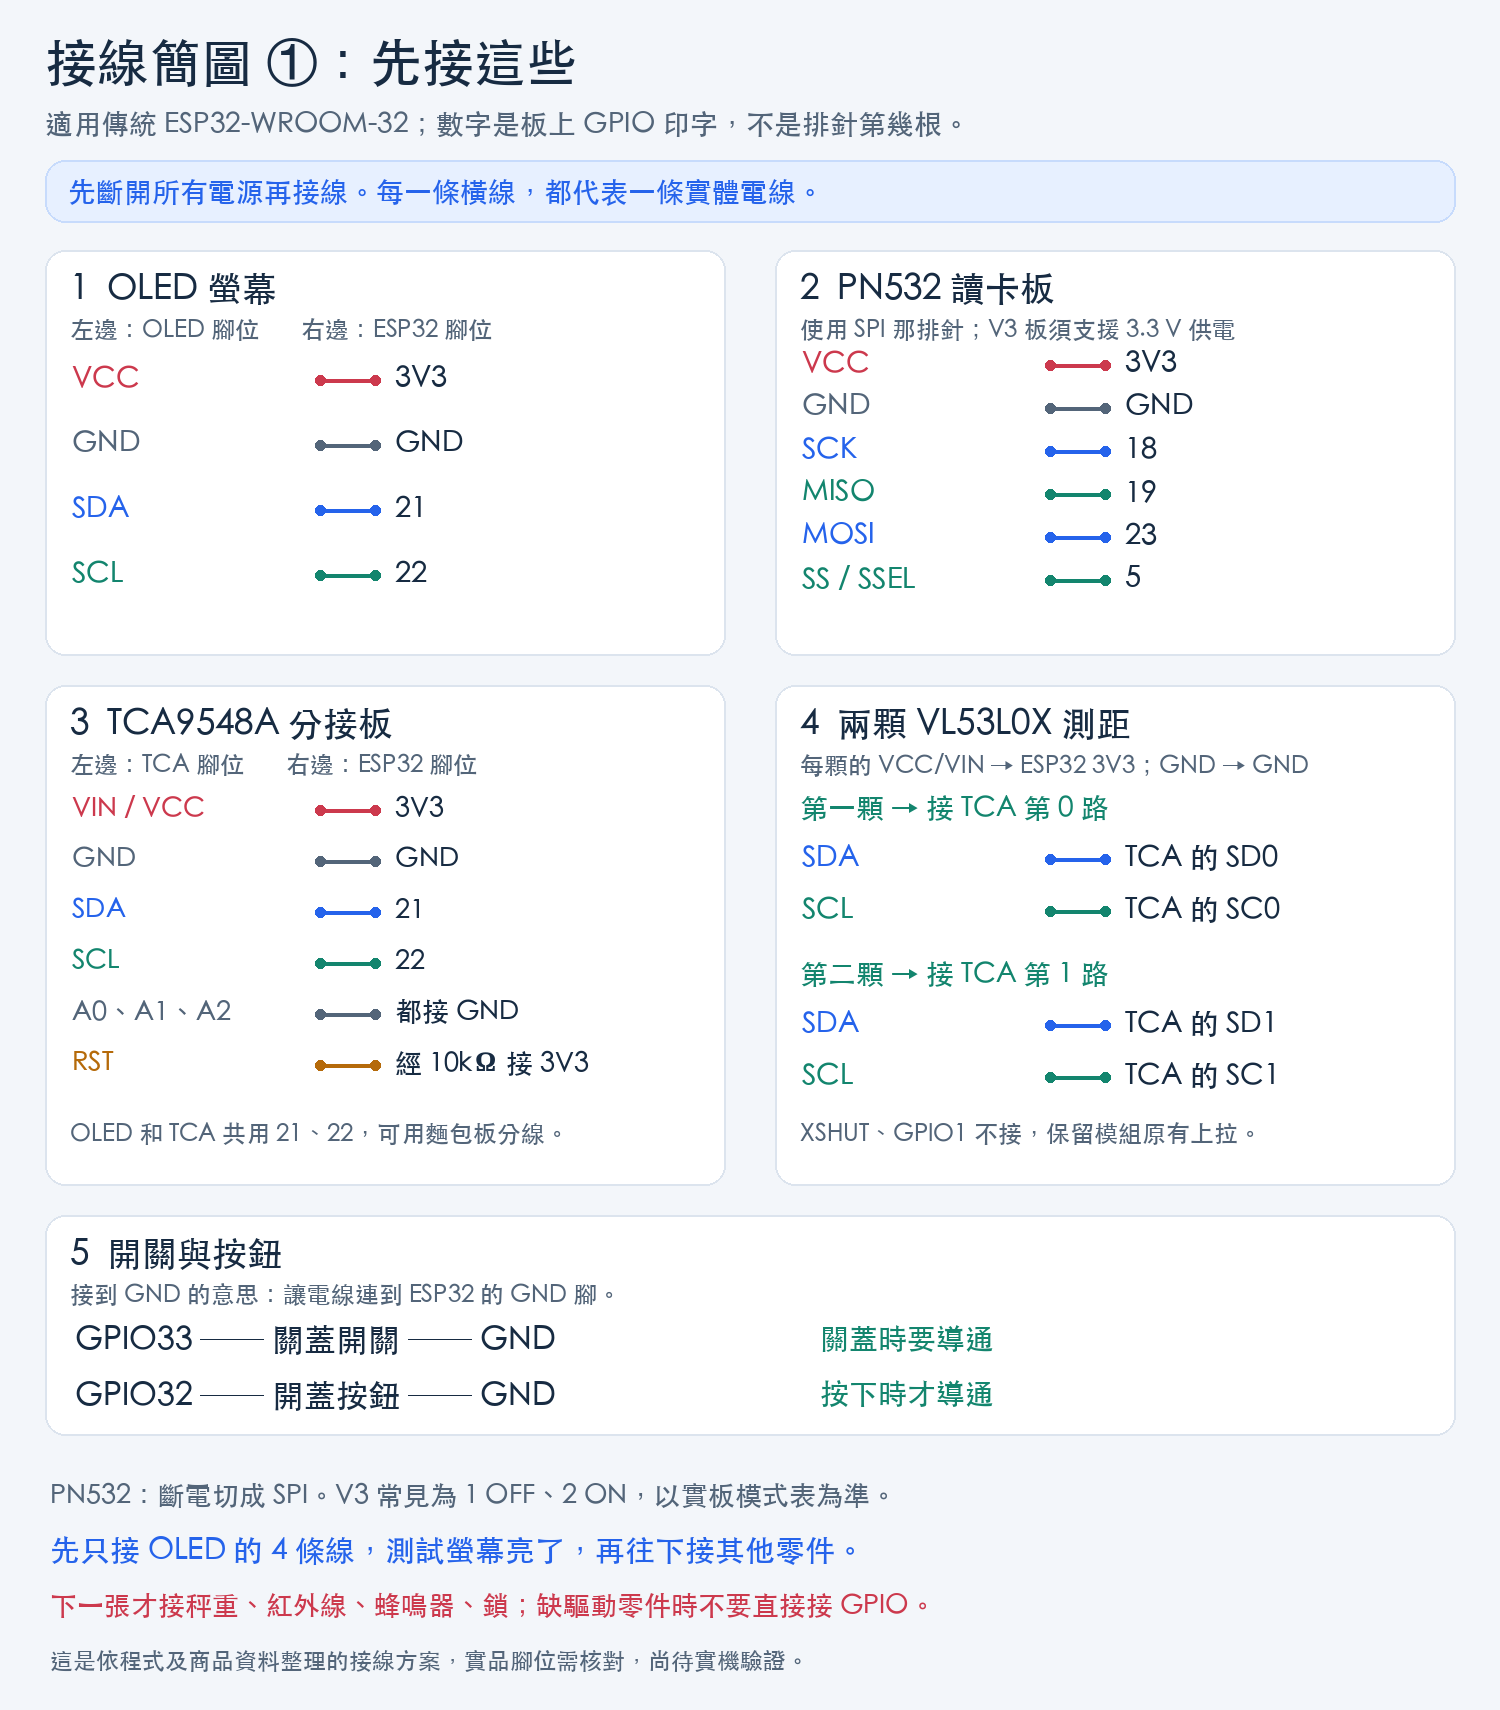 接線簡圖 ①：先接這些
適用傳統 ESP32-WROOM-32；數字是板上 GPIO 印字，不是排針第幾根。
先斷開所有電源再接線。每一條橫線，都代表一條實體電線。
1 OLED 螢幕
左邊：OLED 腳位 右邊：ESP32 腳位
VCC 3V3
GND GND
SDA 21
SCL 22
2 PN532 讀卡板
使用 SPI 那排針；V3 板須支援 3.3 V 供電
VCC 3V3
GND GND
SCK 18
MISO 19
MOSI 23
SS / SSEL 5
3 TCA9548A 分接板
左邊：TCA 腳位 右邊：ESP32 腳位
VIN / VCC 3V3
GND GND
SDA 21
SCL 22
A0、A1、A2 都接 GND
RST 經 10kΩ 接 3V3
OLED 和 TCA 共用 21、22，可用麵包板分線。
4 兩顆 VL53L0X 測距
每顆的 VCC/VIN → ESP32 3V3；GND → GND
第一顆 → 接 TCA 第 0 路
SDA TCA 的 SD0
SCL TCA 的 SC0
第二顆 → 接 TCA 第 1 路
SDA TCA 的 SD1
SCL TCA 的 SC1
XSHUT、GPIO1 不接，保留模組原有上拉。
5 開關與按鈕
接到 GND 的意思：讓電線連到 ESP32 的 GND 腳。
GPIO33 —— 關蓋開關 —— GND 關蓋時要導通
GPIO32 —— 開蓋按鈕 —— GND 按下時才導通
PN532：斷電切成 SPI。V3 常見為 1 OFF、2 ON，以實板模式表為準。
先只接 OLED 的 4 條線，測試螢幕亮了，再往下接其他零件。
下一張才接秤重、紅外線、蜂鳴器、鎖；缺驅動零件時不要直接接 GPIO。
這是依程式及商品資料整理的接線方案，實品腳位需核對，尚待實機驗證。